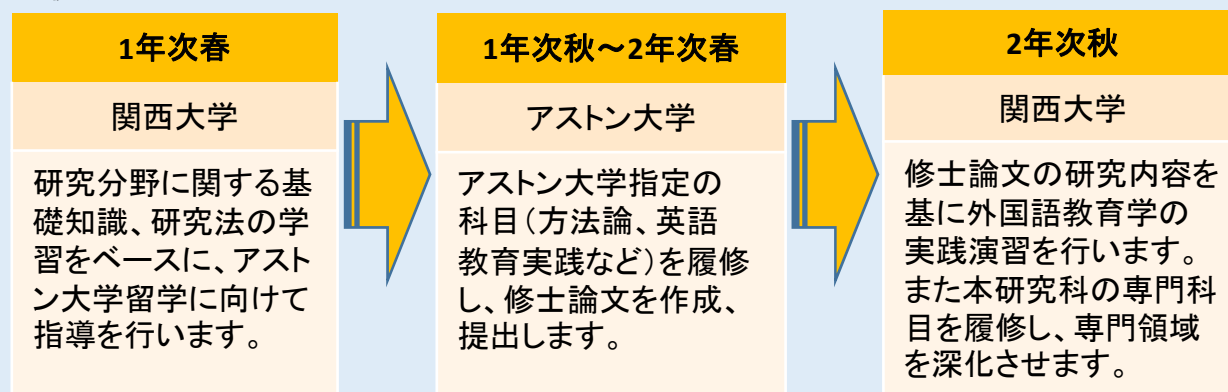 1年次春
関西大学
研究分野に関する基
礎知識、研究法の学
習をベースに、アスト
ン大学留学に向けて
指導を行います。
1年次秋～2年次春
アストン大学
アストン大学指定の
科目（方法論、英語
教育実践など）を履修
し、修士論文を作成、
提出します。
2年次秋
関西大学
修士論文の研究内容を
基に外国語教育学の
実践演習を行います。
また本研究科の専門科
目を履修し、専門領域
を深化させます。